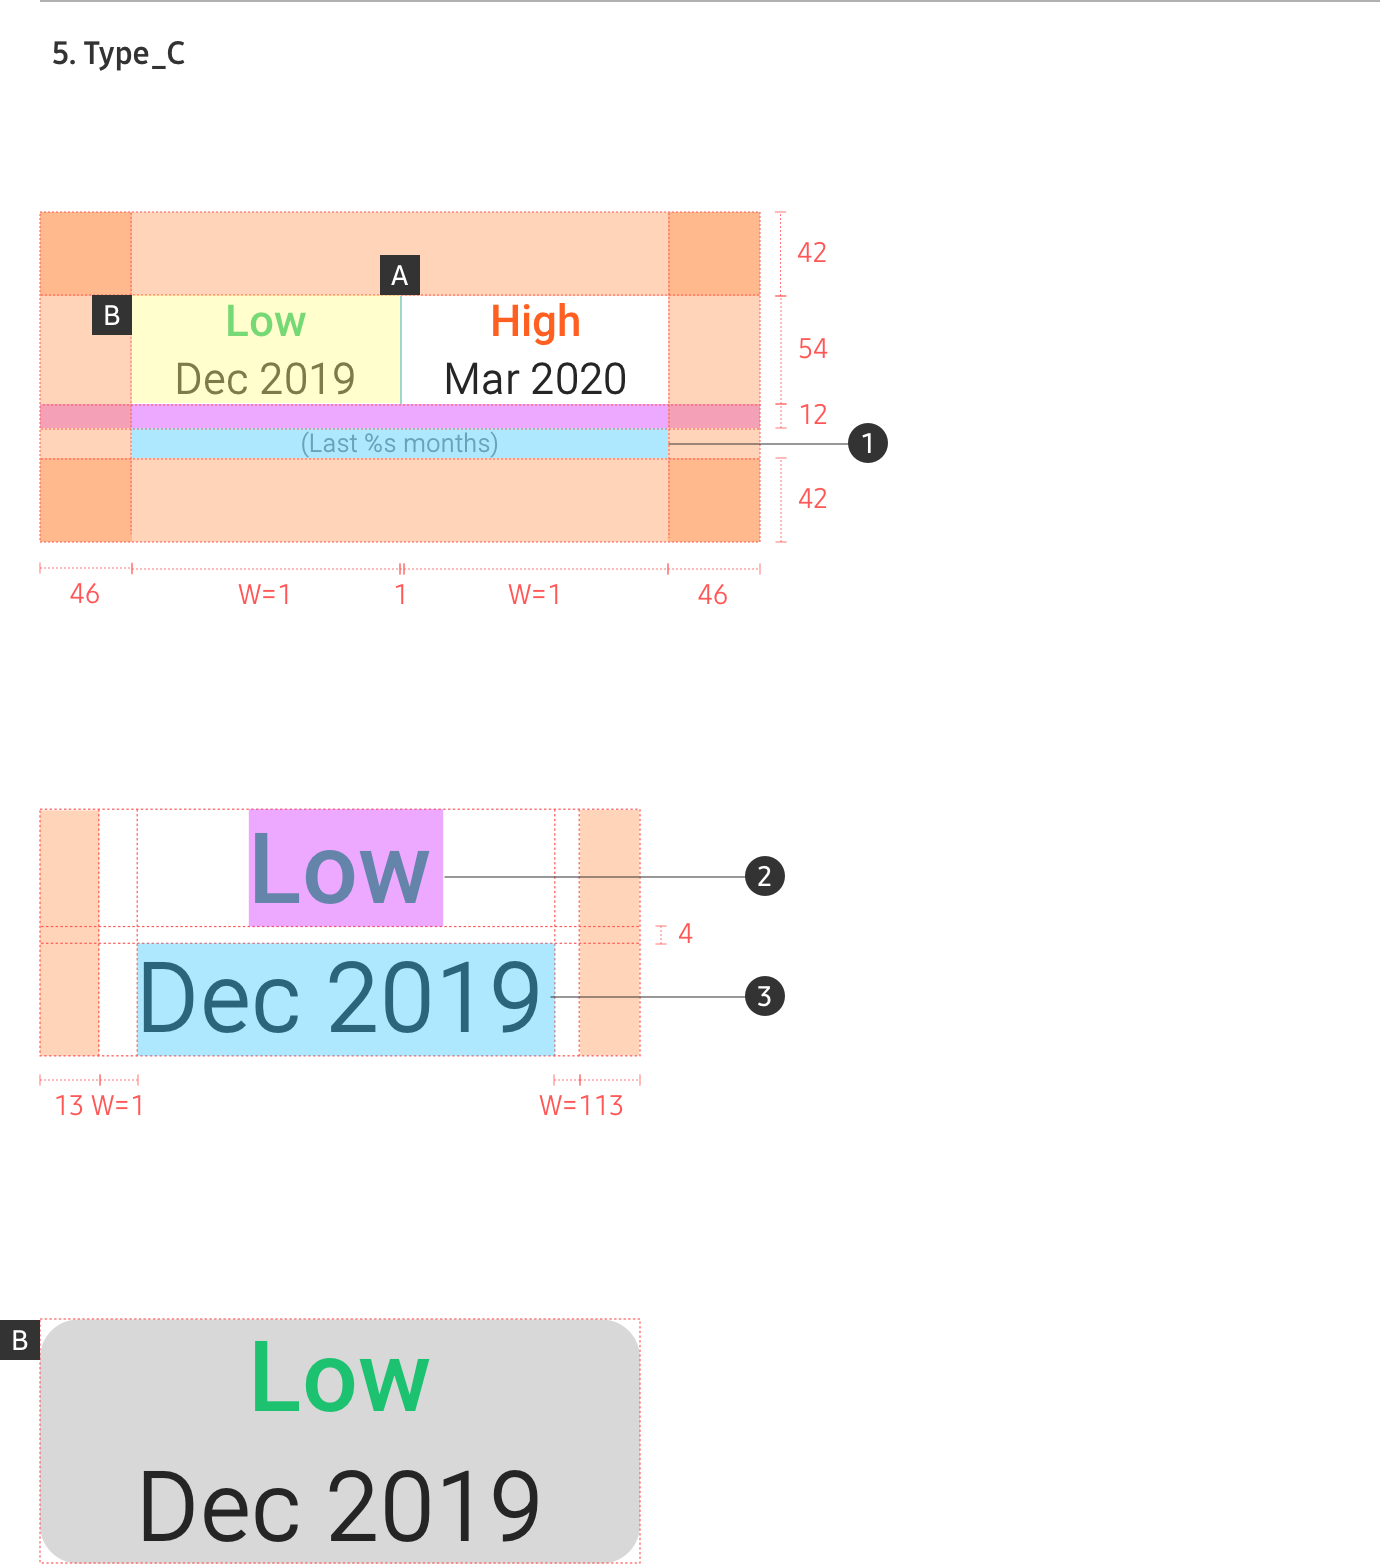 5. Type_C
42
A
B
Low
High
Dec 2019
Mar 2020
54
12
(Last %s months)
1
42
46
W=1
1
W=1
46
Low
2
4
Dec 2019
3
13 W=1
W=113
B
Low
Dec 2019